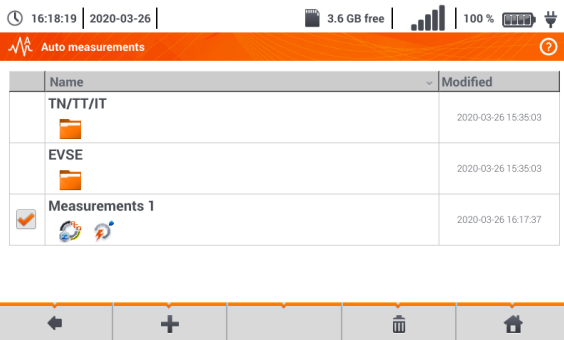 16:18:19 2020-03-26 3.6 GB free 100 %
Auto measurements ?
Name Modified
TN/TT/IT 2020-03-26 15:35:03
EVSE 2020-03-26 15:35:03
Measurements 1 2020-03-26 16:17:37